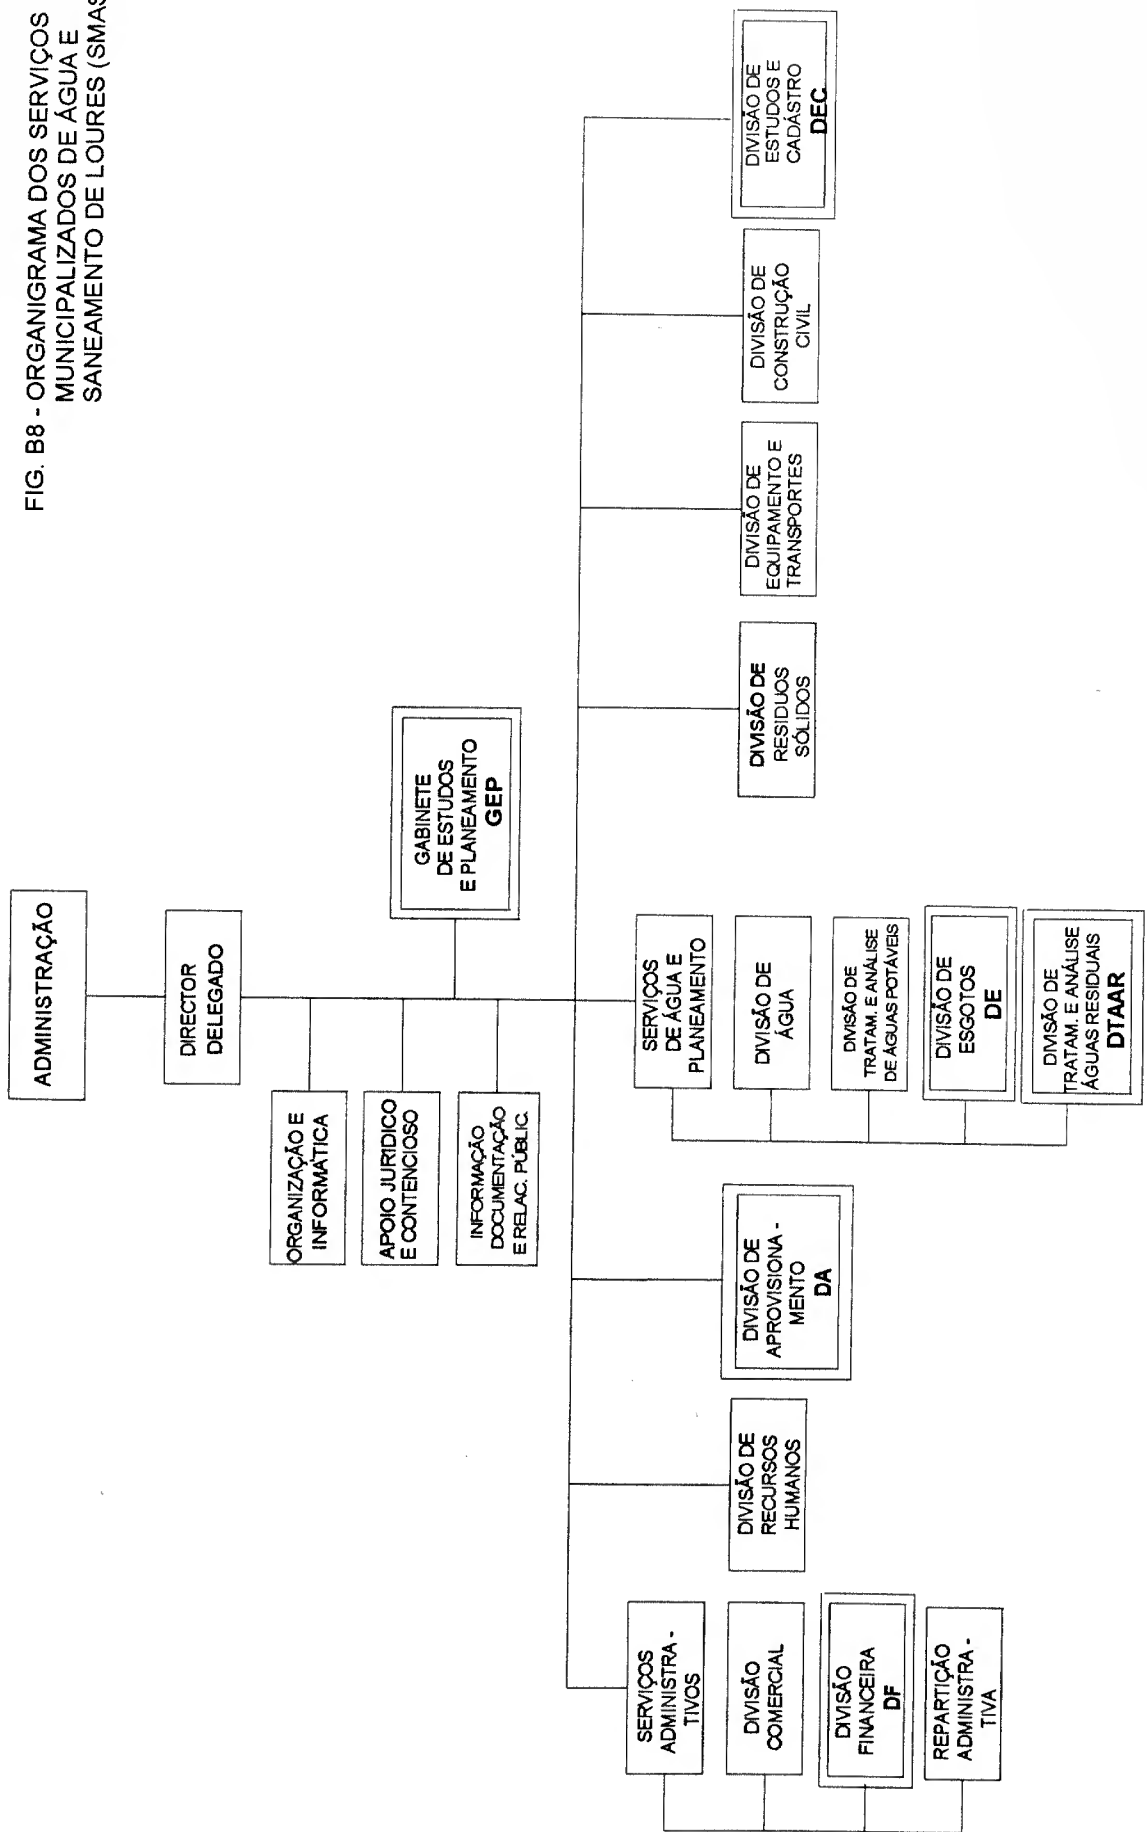 FIG. B8 - ORGANIGRAMA DOS SERVIÇOS
MUNICIPALIZADOS DE ÁGUA E
SANEAMENTO DE LOURES (SMAS
ADMINISTRAÇÃO
DIRECTOR
DELEGADO
ORGANIZAÇÃO E
INFORMÁTICA
APOIO JURIDICO
E CONTENCIOSO
INFORMAÇÃO
DOCUMENTAÇÃO
E RELAC. PÚBLIC.
GABINETE
DE ESTUDOS
E PLANEAMENTO
GEP
SERVIÇOS
ADMINISTRA -
TIVOS
DIVISÃO
COMERCIAL
DIVISÃO
FINANCEIRA
DF
REPARTIÇÃO
ADMINISTRA -
TIVA
DIVISÃO DE
RECURSOS
HUMANOS
DIVISÃO DE
APROVISIONA -
MENTO
DA
SERVIÇOS
DE ÁGUA E
PLANEAMENTO
DIVISÃO DE
ÁGUA
DIVISÃO DE
TRATAM. E ANÁLISE
DE ÁGUAS POTÁVEIS
DIVISÃO DE
ESGOTOS
DE
DIVISÃO DE
TRATAM. E ANÁLISE
ÁGUAS RESIDUAIS
DTAAR
DIVISÃO DE
RESIDUOS
SÓLIDOS
DIVISÃO DE
EQUIPAMENTO E
TRANSPORTES
DIVISÃO DE
CONSTRUÇÃO
CIVIL
DIVISÃO DE
ESTUDOS E
CADÁSTRO
DEC